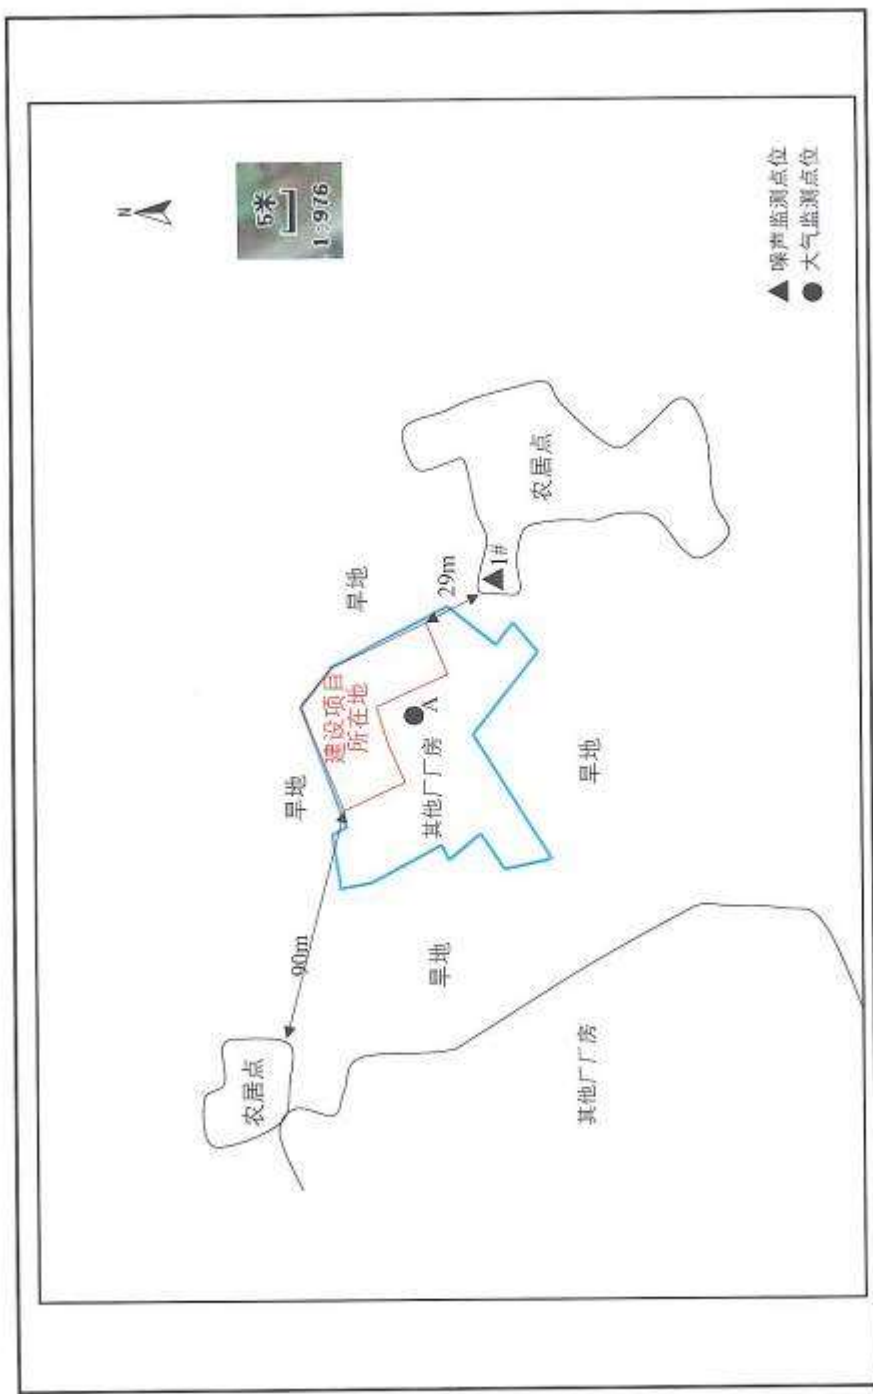 N
5米
1:976
农居点
90m
旱地
建设项目
所在地
旱地
旱地
其他厂厂房
A
29m
1#
农居点
其他厂厂房
旱地
噪声监测点位
大气监测点位